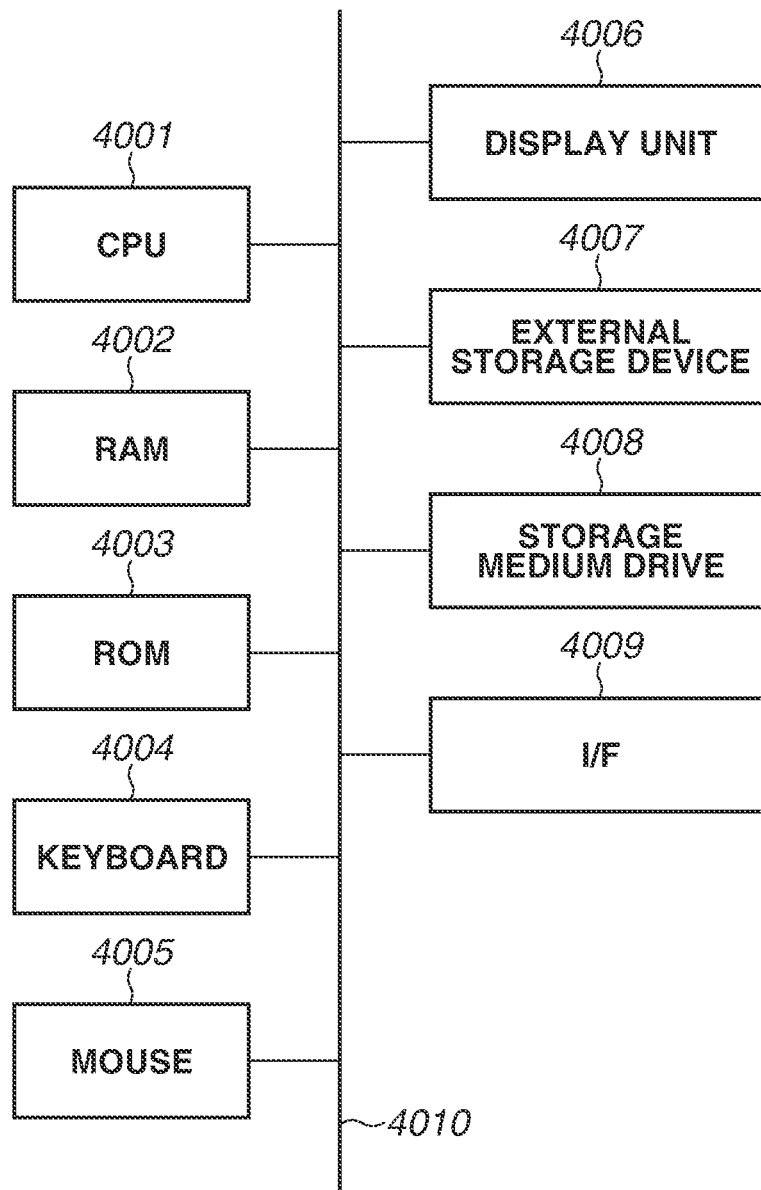 4001
CPU
4002
RAM
4003
ROM
4004
KEYBOARD
4005
MOUSE
4006
DISPLAY UNIT
4007
EXTERNAL
STORAGE DEVICE
4008
STORAGE
MEDIUM DRIVE
4009
I/F
4010